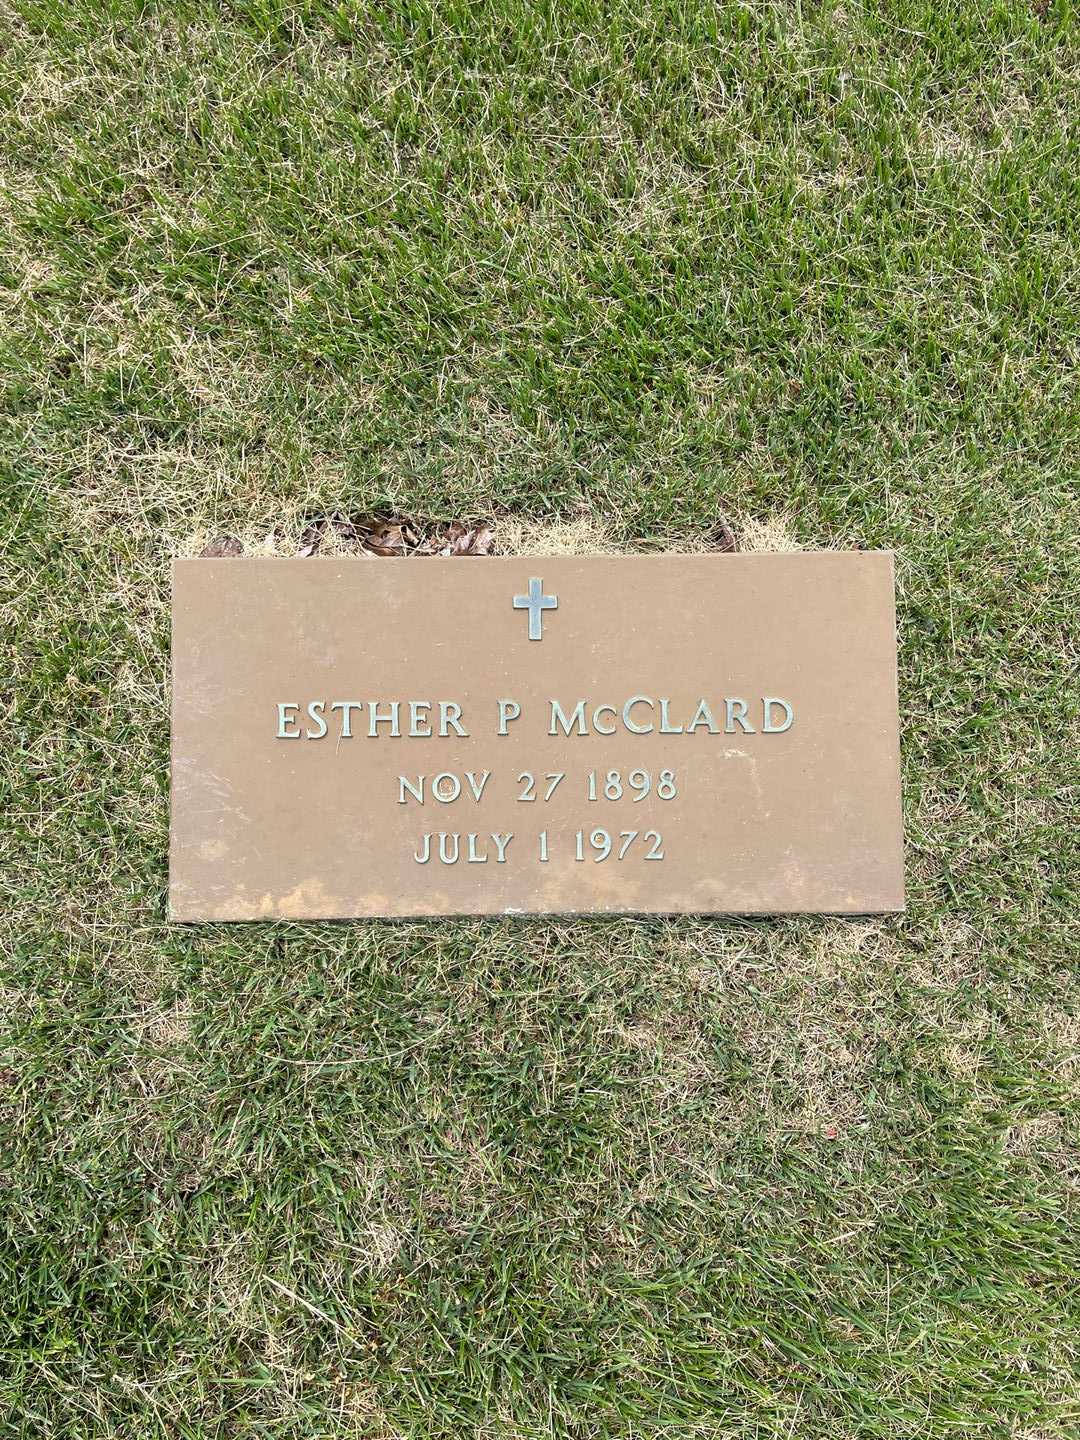 ESTHER P McCLARD
NOV 27 1898
JULY 1 1972